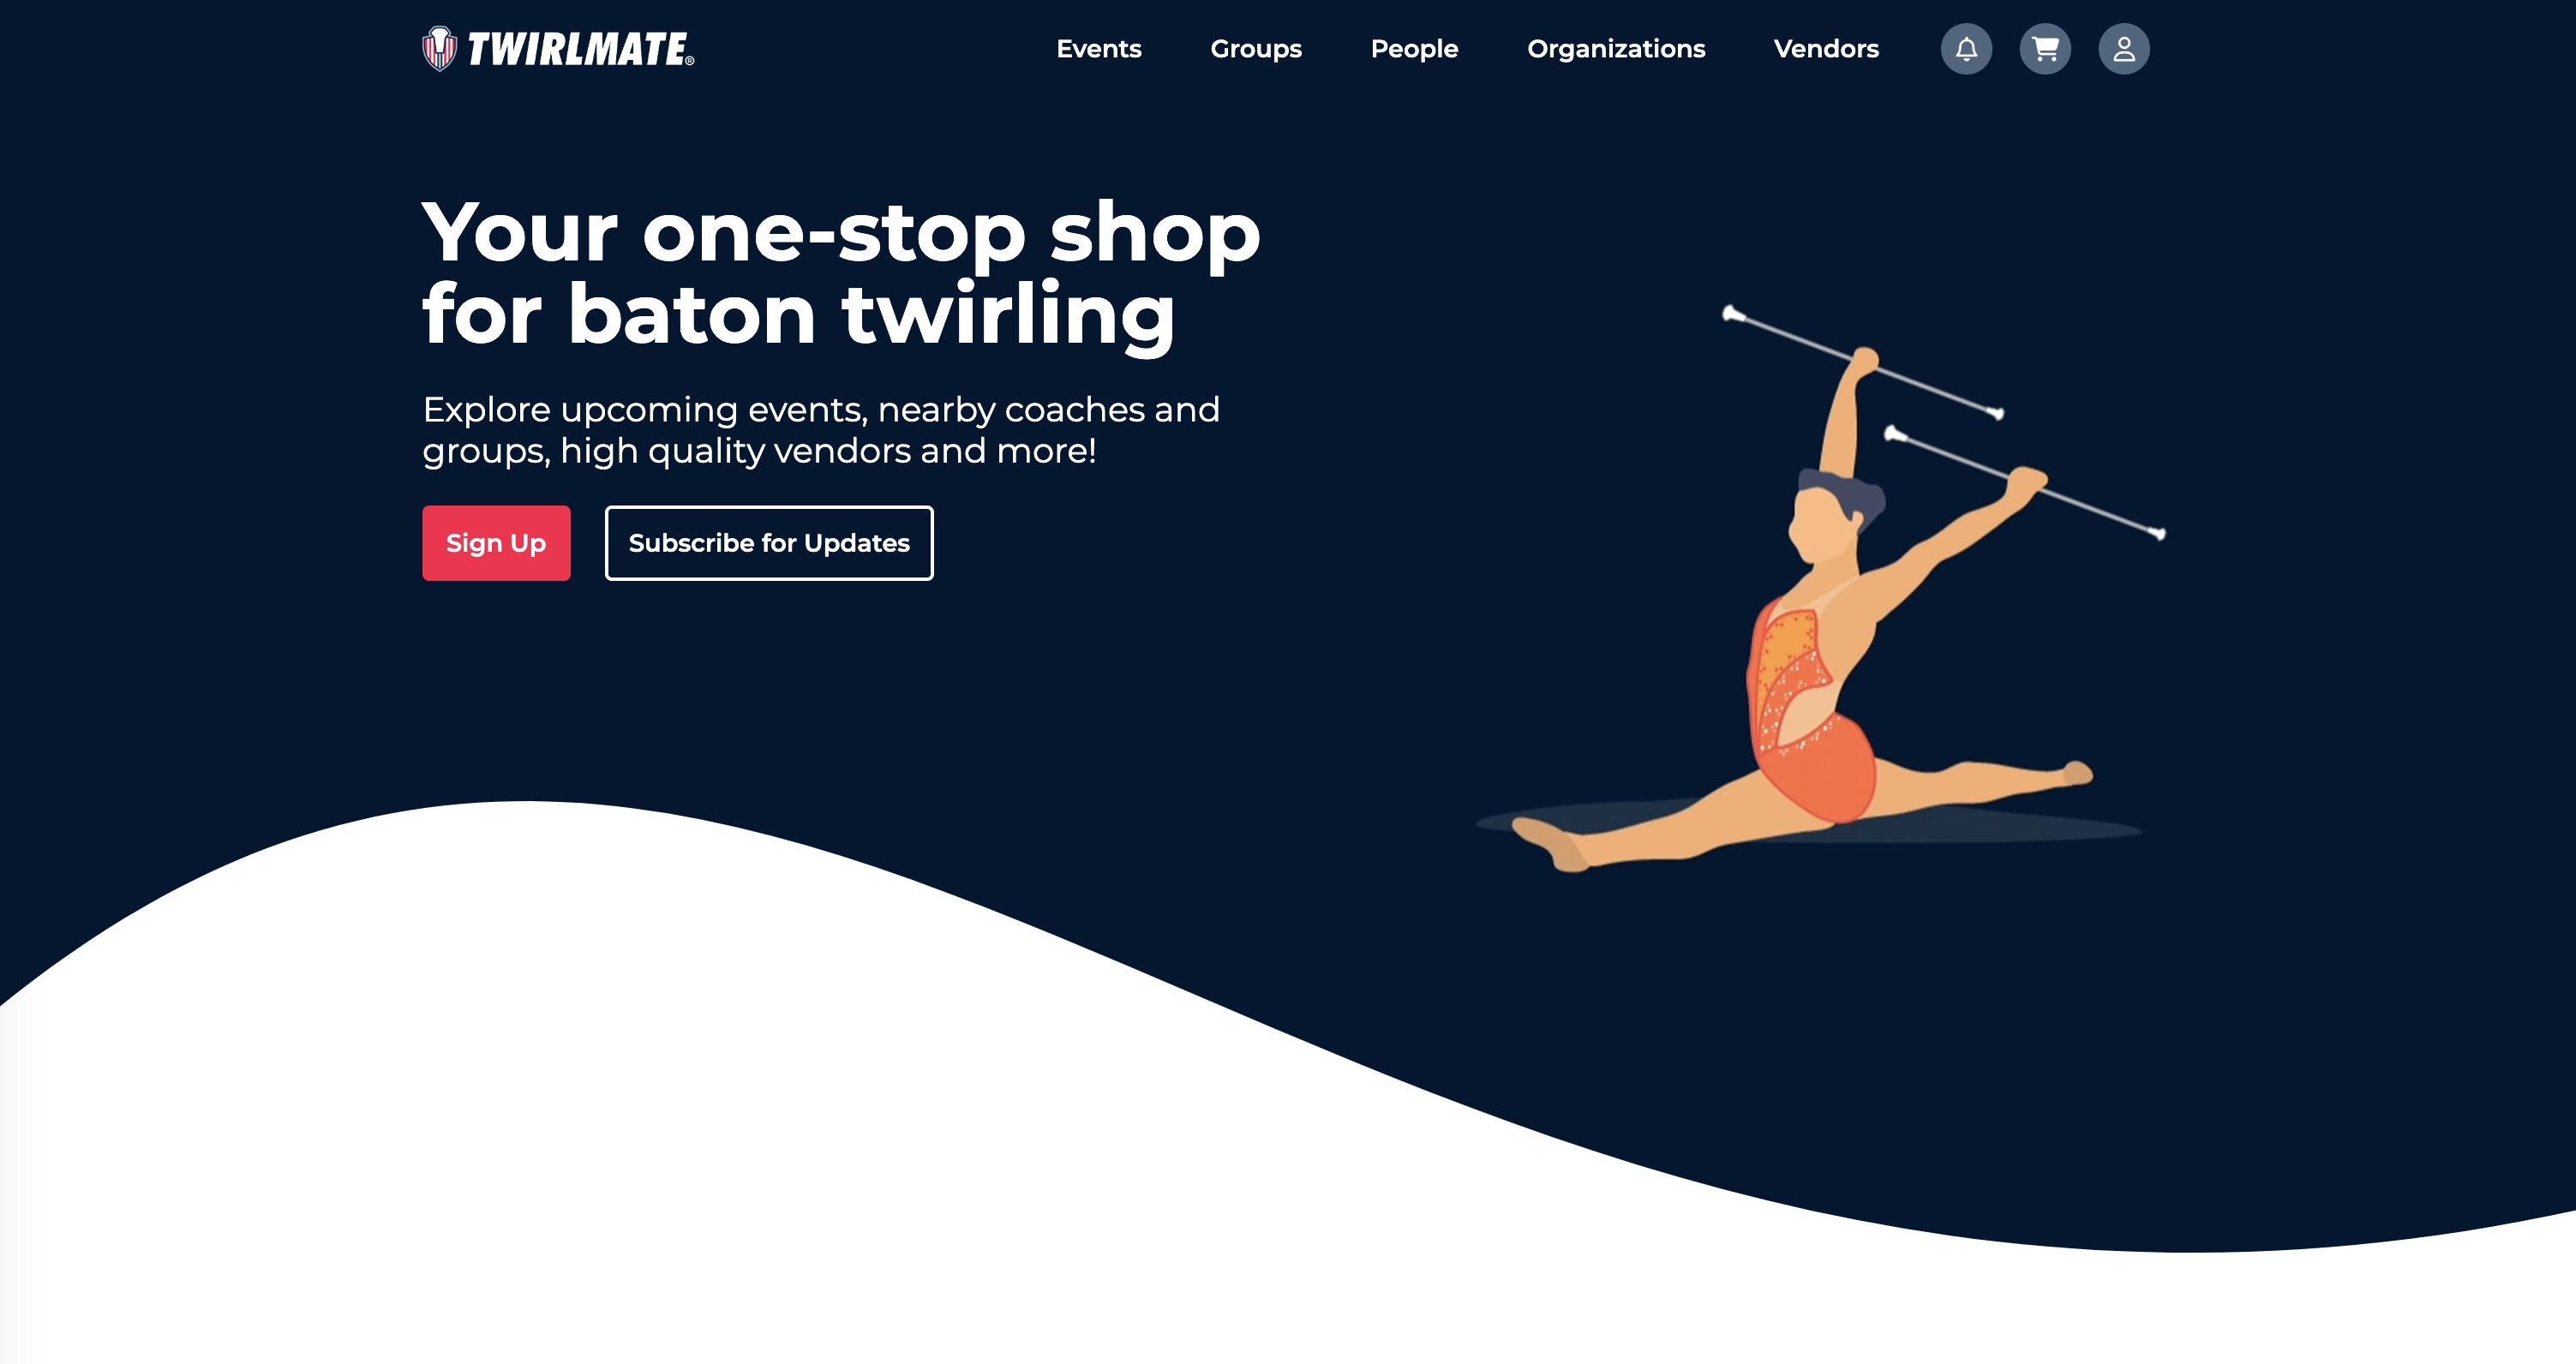 TWIRLMATE®
Events
Groups
People
Organizations
Vendors
Your one-stop shop
for baton twirling
Explore upcoming events, nearby coaches and
groups, high quality vendors and more!
Sign Up
Subscribe for Updates